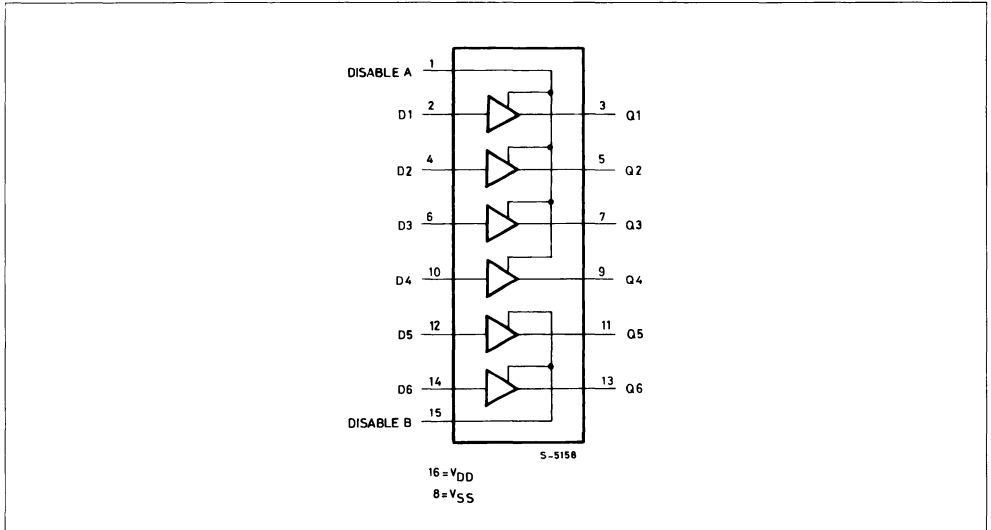 DISABLE A 1
D1 2 3 Q1
D2 4 5 Q2
D3 6 7 Q3
D4 10 9 Q4
D5 12 11 Q5
D6 14 13 Q6
DISABLE B 15
S-5158
16=VDD
8=VSS